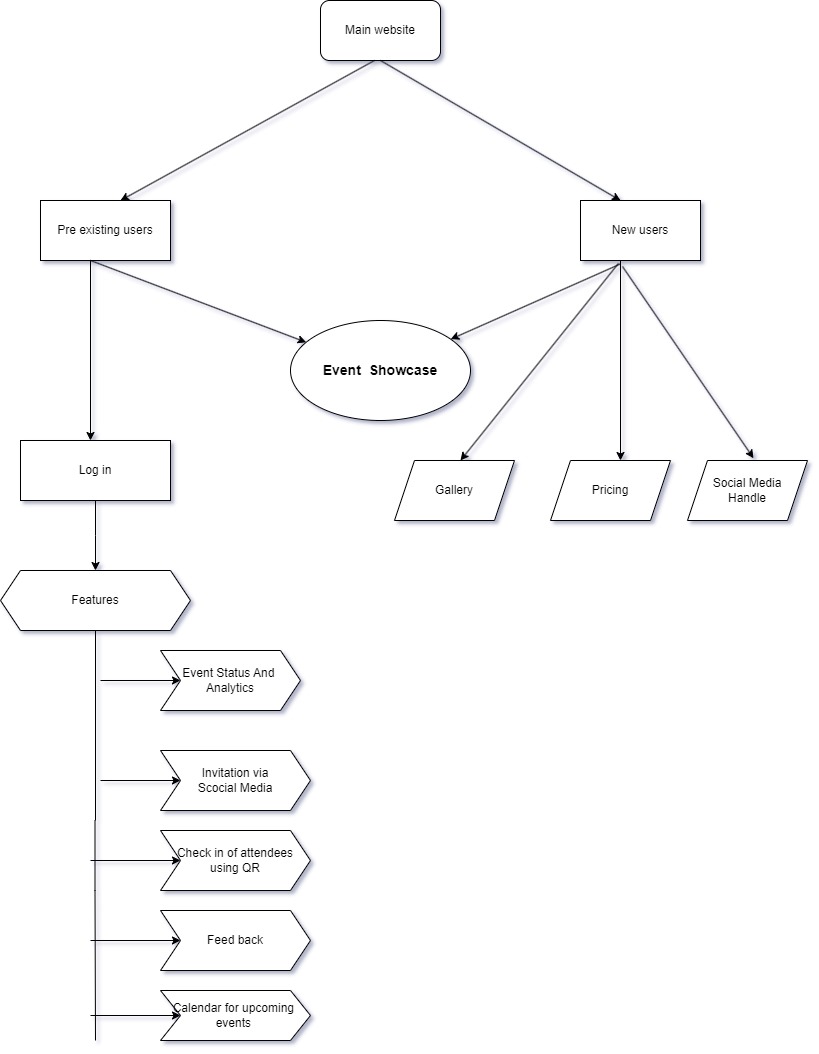 Main website
Pre existing users
New users
Event  Showcase
Log in
Gallery
Pricing
Social Media
Handle
Features
Event Status And
Analytics
Invitation via
Scocial Media
Check in of attendees
using QR
Feed back
Calendar for upcoming
events